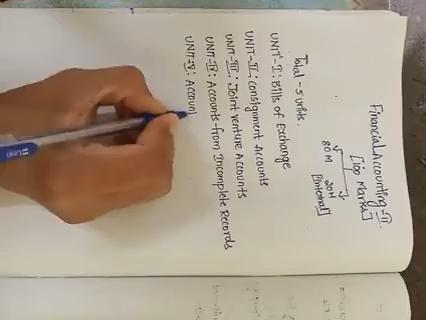 Financial Accounting-II
[100 Marks]
80M 20M
[Internal]
Total - 5 units.
UNIT-I: Bills of Exchange
UNIT-II: Consignment Accounts
UNIT-III: Joint venture Accounts
UNIT-IV: Accounts from Incomplete Records
UNIT-V: Accoun